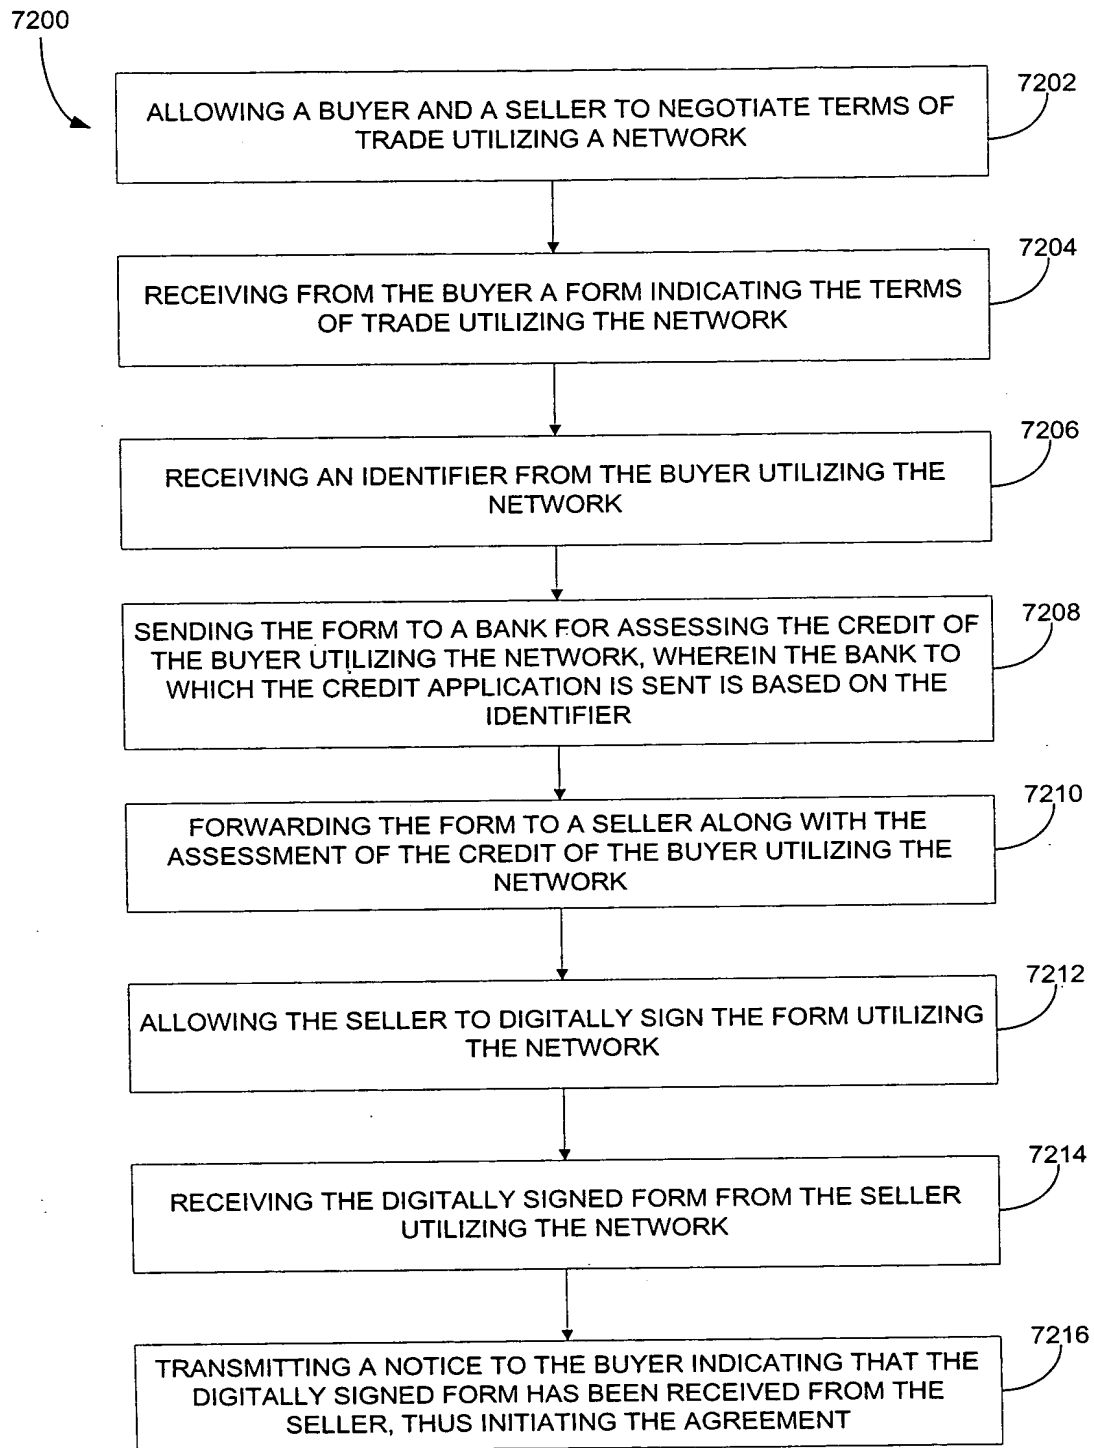 7200
7202
ALLOWING A BUYER AND A SELLER TO NEGOTIATE TERMS OF
TRADE UTILIZING A NETWORK
7204
RECEIVING FROM THE BUYER A FORM INDICATING THE TERMS
OF TRADE UTILIZING THE NETWORK
7206
RECEIVING AN IDENTIFIER FROM THE BUYER UTILIZING THE
NETWORK
7208
SENDING THE FORM TO A BANK FOR ASSESSING THE CREDIT OF
THE BUYER UTILIZING THE NETWORK, WHEREIN THE BANK TO
WHICH THE CREDIT APPLICATION IS SENT IS BASED ON THE
IDENTIFIER
7210
FORWARDING THE FORM TO A SELLER ALONG WITH THE
ASSESSMENT OF THE CREDIT OF THE BUYER UTILIZING THE
NETWORK
7212
ALLOWING THE SELLER TO DIGITALLY SIGN THE FORM UTILIZING
THE NETWORK
7214
RECEIVING THE DIGITALLY SIGNED FORM FROM THE SELLER
UTILIZING THE NETWORK
7216
TRANSMITTING A NOTICE TO THE BUYER INDICATING THAT THE
DIGITALLY SIGNED FORM HAS BEEN RECEIVED FROM THE
SELLER, THUS INITIATING THE AGREEMENT